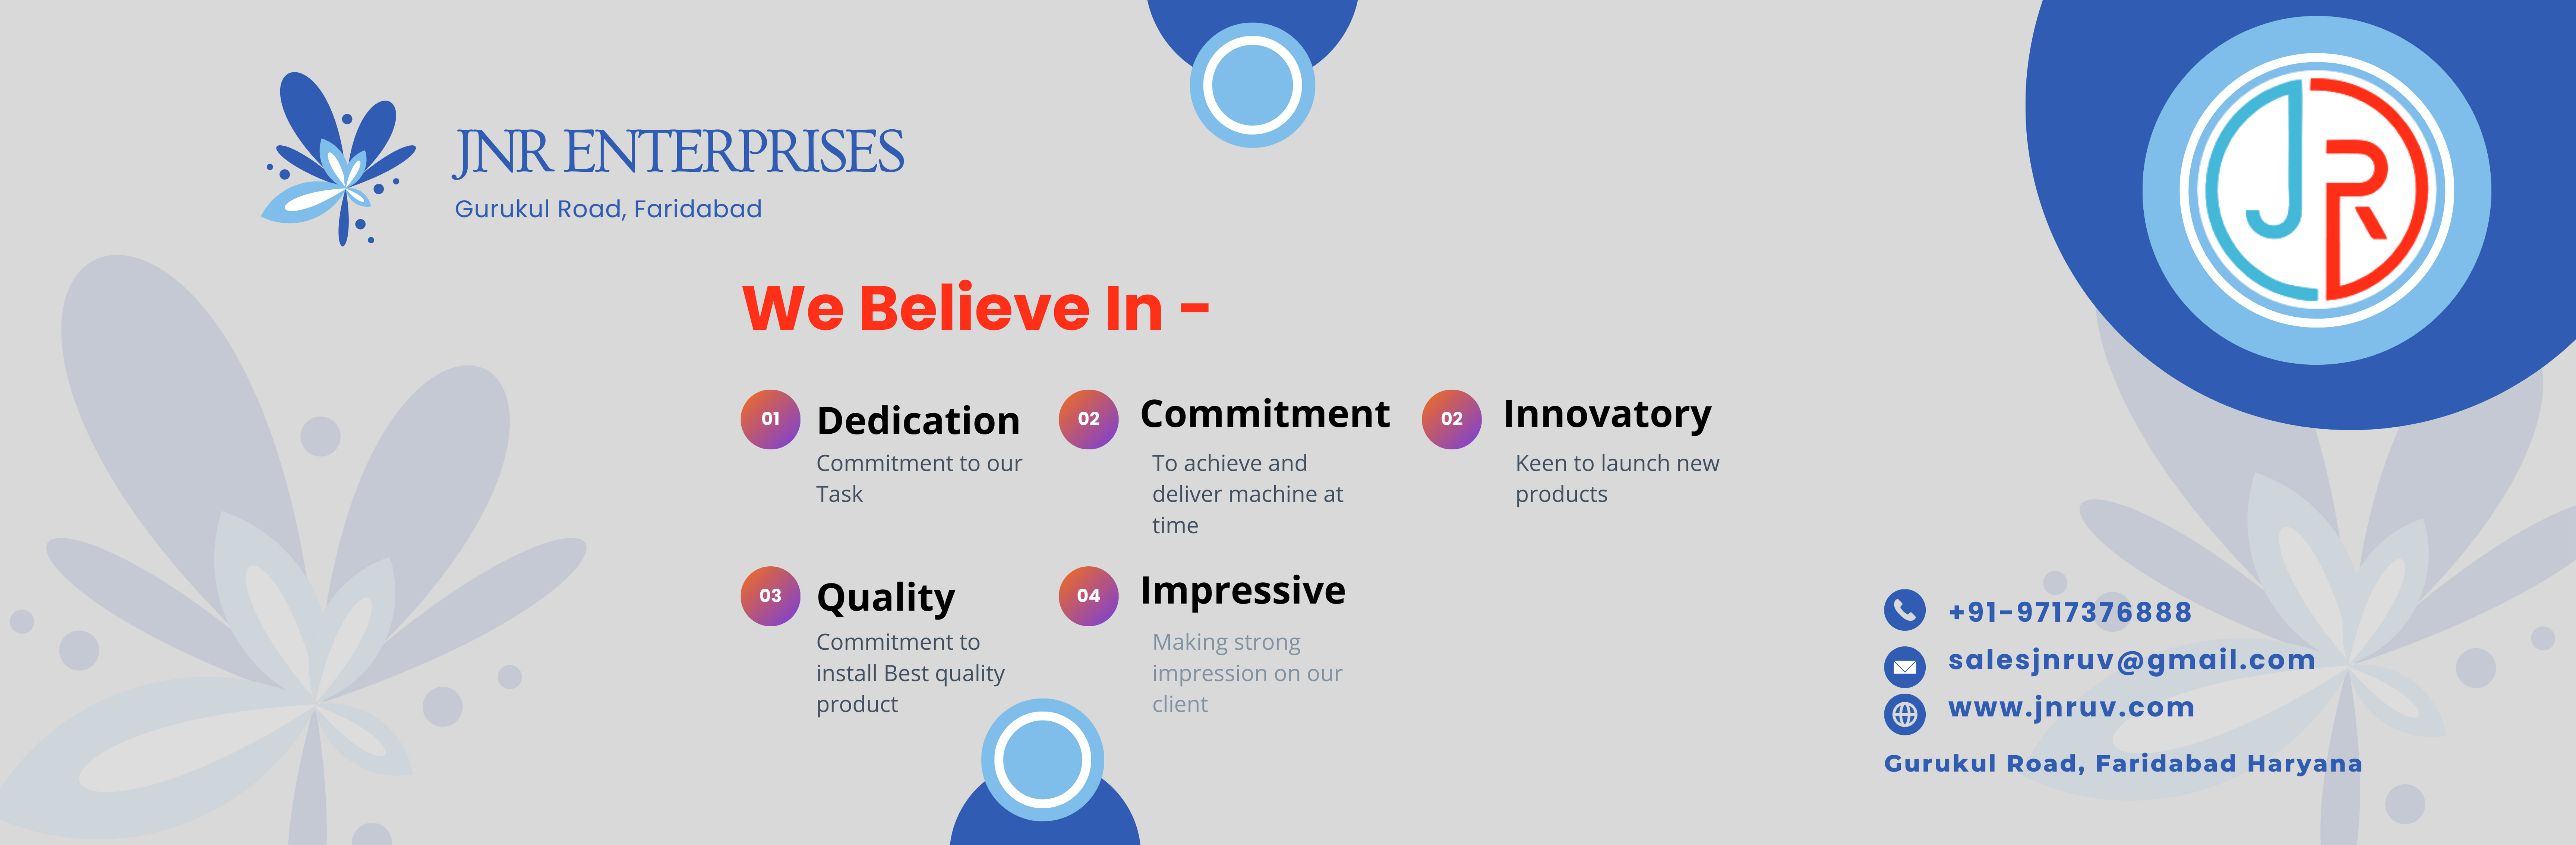 JNR ENTERPRISES
Gurukul Road, Faridabad
JR
We Believe In -
01
Dedication
Commitment to our
Task
02
Commitment
To achieve and
deliver machine at
time
02
Innovatory
Keen to launch new
products
03
Quality
Commitment to
install Best quality
product
04
Impressive
Making strong
impression on our
client
+91-9717376888
salesjnruv@gmail.com
www.jnruv.com
Gurukul Road, Faridabad Haryana